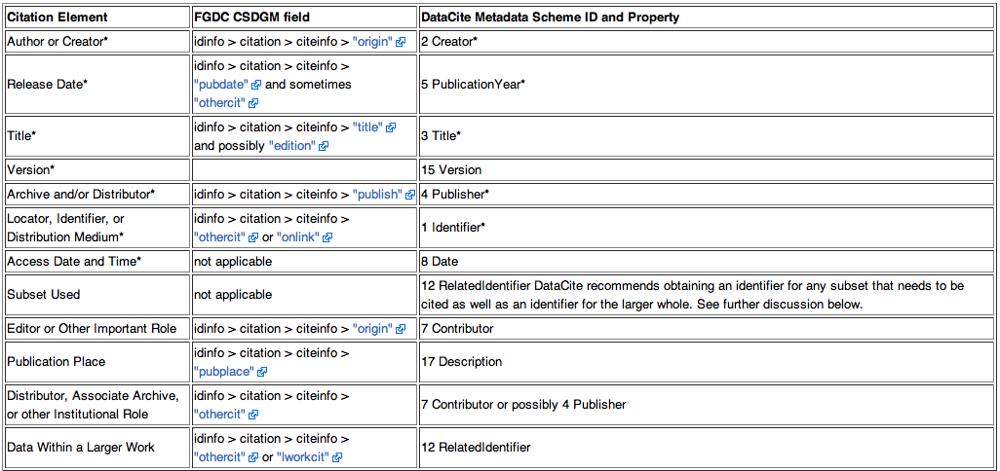 Citation Element FGDC CSDGM field DataCite Metadata Scheme ID and Property
Author or Creator* idinfo > citation > citeinfo > "origin" 2 Creator*
Release Date* idinfo > citation > citeinfo >
"pubdate" and sometimes
"othercit" 5 PublicationYear*
Title* idinfo > citation > citeinfo > "title"
and possibly "edition" 3 Title*
Version* 15 Version
Archive and/or Distributor* idinfo > citation > citeinfo > "publish" 4 Publisher*
Locator, Identifier, or
Distribution Medium* idinfo > citation > citeinfo >
"othercit" or "onlink" 1 Identifier*
Access Date and Time* not applicable 8 Date
Subset Used not applicable 12 RelatedIdentifier DataCite recommends obtaining an identifier for any subset that needs to be
cited as well as an identifier for the larger whole. See further discussion below.
Editor or Other Important Role idinfo > citation > citeinfo > "origin" 7 Contributor
Publication Place idinfo > citation > citeinfo >
"pubplace" 17 Description
Distributor, Associate Archive,
or other Institutional Role idinfo > citation > citeinfo >
"othercit" 7 Contributor or possibly 4 Publisher
Data Within a Larger Work idinfo > citation > citeinfo >
"othercit" or "lworkcit" 12 RelatedIdentifier